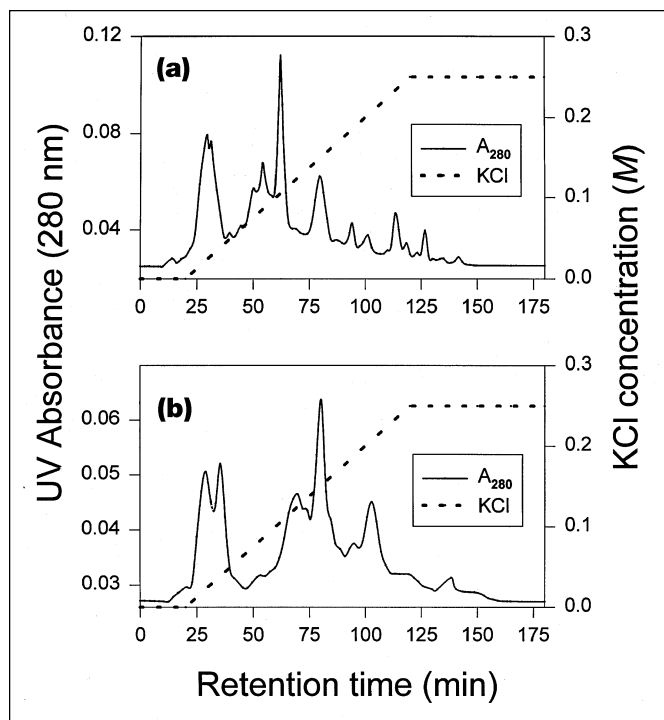 UV Absorbance (280 nm)
KCl concentration (M)
(a)
0.12
0.08
0.04
0.3
0.2
0.1
0.0
A280
KCl
0 25 50 75 100 125 150 175
(b)
0.06
0.05
0.04
0.03
0.3
0.2
0.1
0.0
A280
KCl
0 25 50 75 100 125 150 175
Retention time (min)